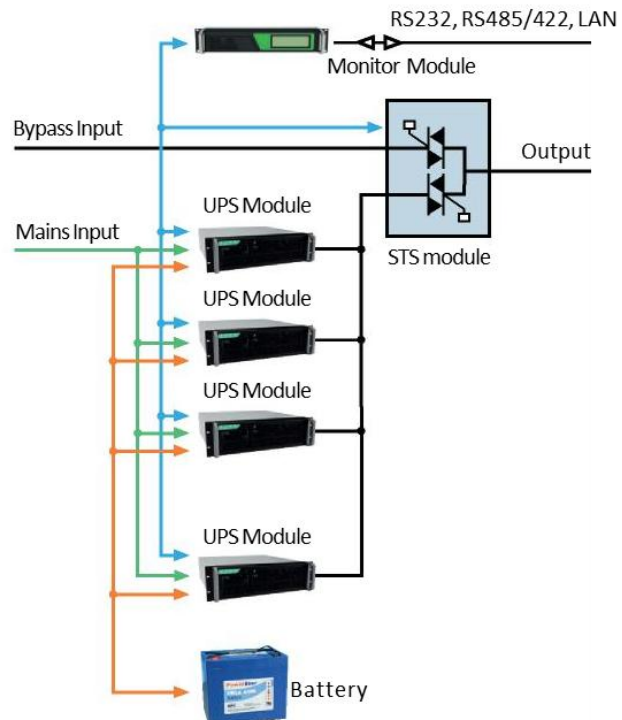 RS232, RS485/422, LAN
Monitor Module
Bypass Input
Output
UPS Module
Mains Input
STS module
UPS Module
UPS Module
UPS Module
Battery